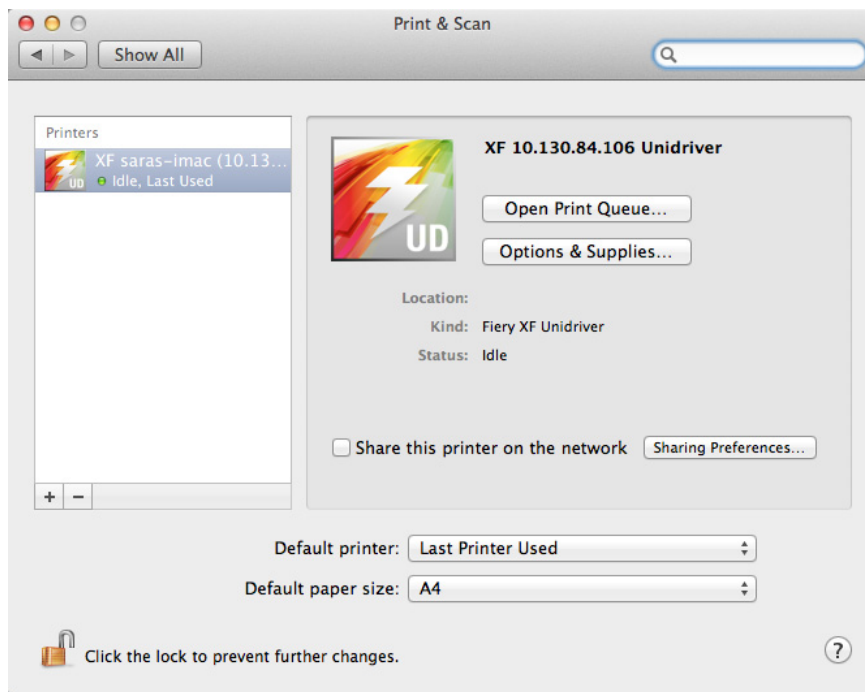 Print & Scan
Show All
Printers
XF saras-imac (10.13...
Idle, Last Used
UD
UD
XF 10.130.84.106 Unidriver
Open Print Queue...
Options & Supplies...
Location:
Kind: Fiery XF Unidriver
Status: Idle
Share this printer on the network Sharing Preferences...
+ −
Default printer: Last Printer Used
Default paper size: A4
Click the lock to prevent further changes.
?